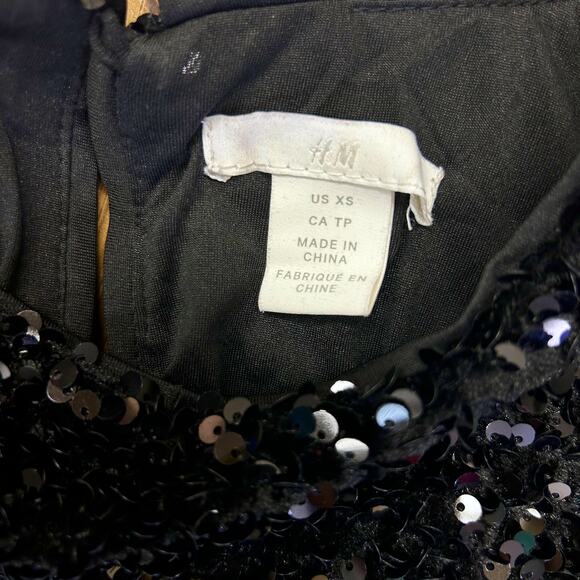 H&M
US XS
CA TP
MADE IN
CHINA
FABRIQUÉ EN
CHINE